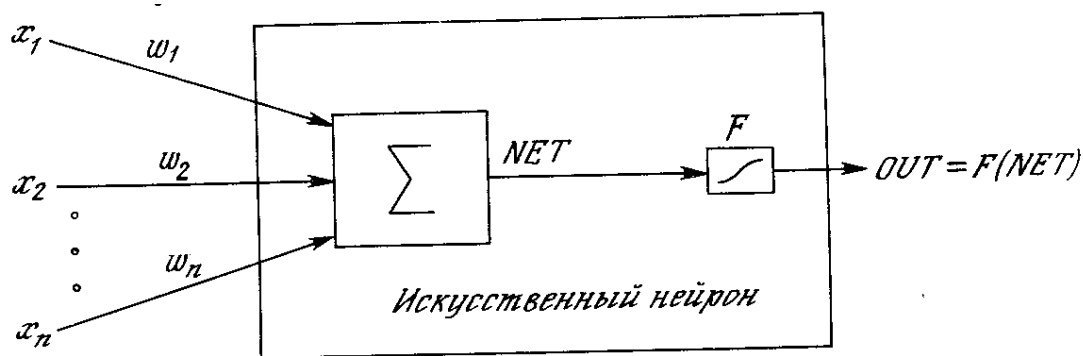 x₁
w₁
F
NET
OUT = F(NET)
w₂
x₂
∑
wₙ
Искусственный нейрон
xₙ